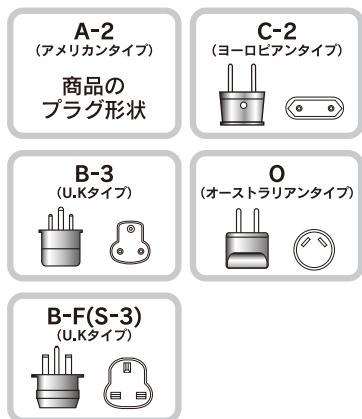 A-2
(アメリカンタイプ)
商品の
プラグ形状
C-2
(ヨーロピアンタイプ)
B-3
(U.Kタイプ)
O
(オーストラリアンタイプ)
B-F(S-3)
(U.Kタイプ)